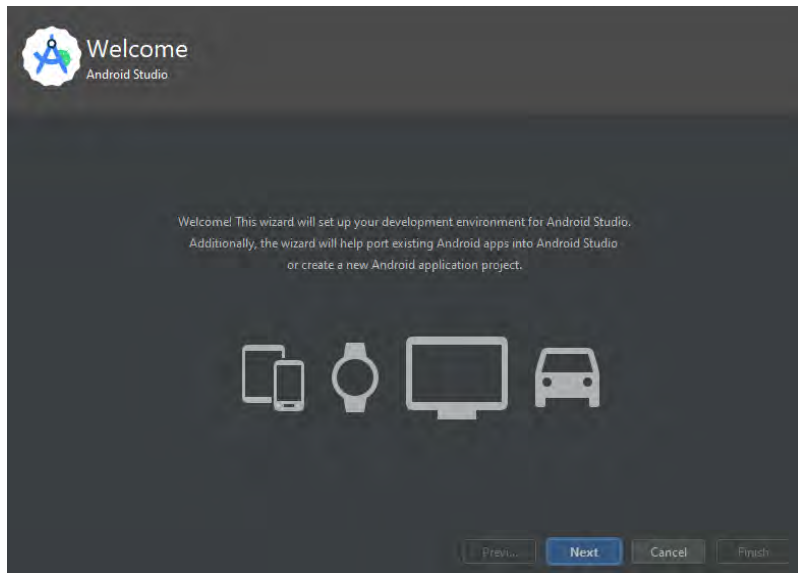 Welcome
Android Studio
Welcome! This wizard will set up your development environment for Android Studio.
Additionally, the wizard will help port existing Android apps into Android Studio
or create a new Android application project.
Previ...
Next
Cancel
Finish